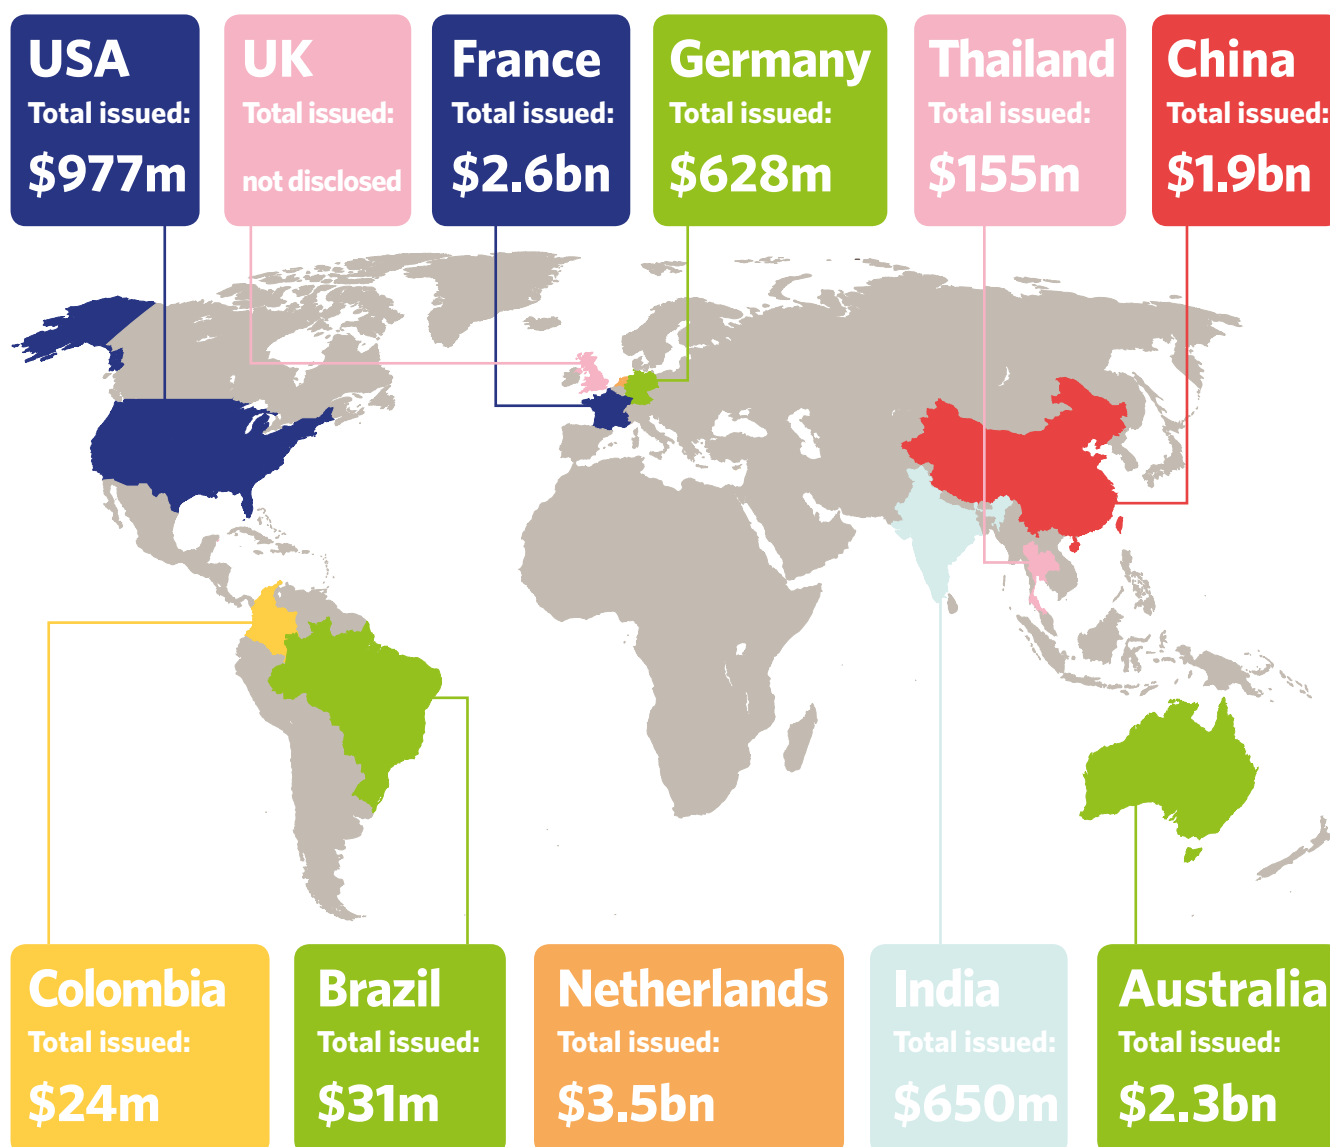 USA
Total issued:
$977m
UK
Total issued:
not disclosed
France
Total issued:
$2.6bn
Germany
Total issued:
$628m
Thailand
Total issued:
$155m
China
Total issued:
$1.9bn
Colombia
Total issued:
$24m
Brazil
Total issued:
$31m
Netherlands
Total issued:
$3.5bn
India
Total issued:
$650m
Australia
Total issued:
$2.3bn